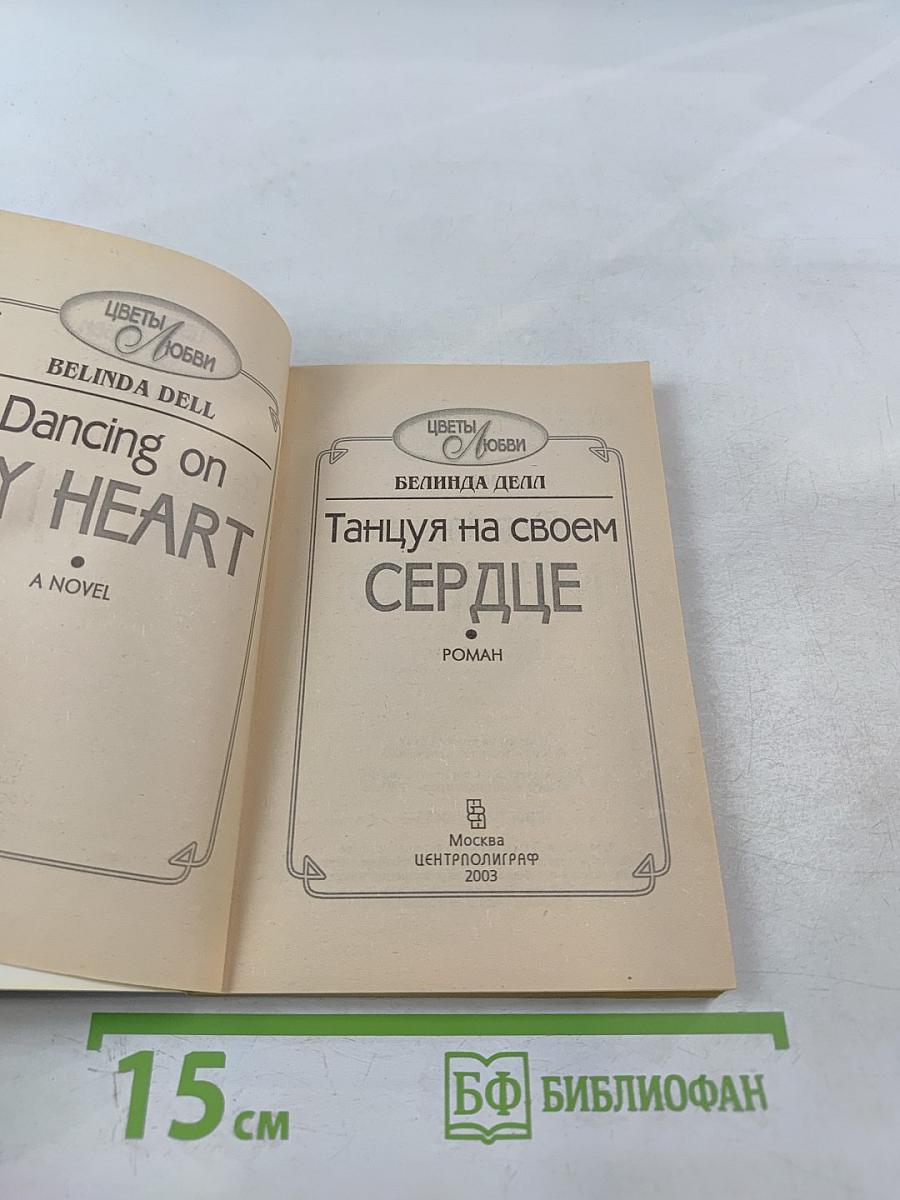 ЦВЕТЫ
ЛЮБВИ
BELINDA DELL
Dancing on
Y HEART
A NOVEL
ЦВЕТЫ
ЛЮБВИ
БЕЛИНДА ДЕЛЛ
Танцуя на своем
СЕРДЦЕ
РОМАН
Москва
ЦЕНТРПОЛИГРАФ
2003
15 см
БФ БИБЛИОФАН